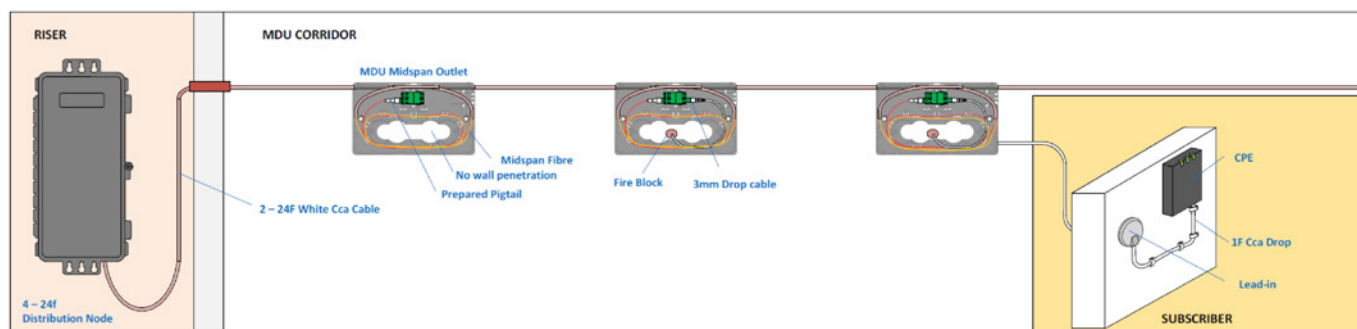 RISER
MDU CORRIDOR
MDU Midspan Outlet
Midspan Fibre
No wall penetration
Prepared Pigtail
Fire Block
3mm Drop cable
CPE
2 – 24F White Cca Cable
1F Cca Drop
Lead-in
4 – 24f
Distribution Node
SUBSCRIBER